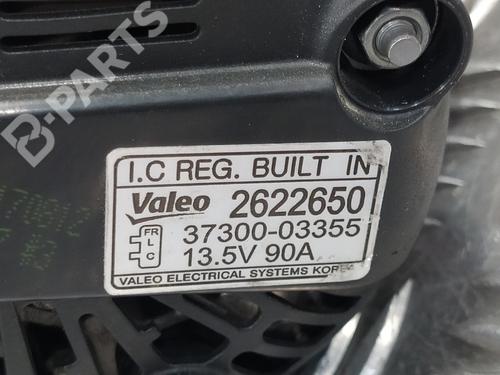 B-PARTS
I.C REG. BUILT IN
Valeo 2622650
FR
L
C
37300-03355
13.5V 90A
VALEO ELECTRICAL SYSTEMS KOREA